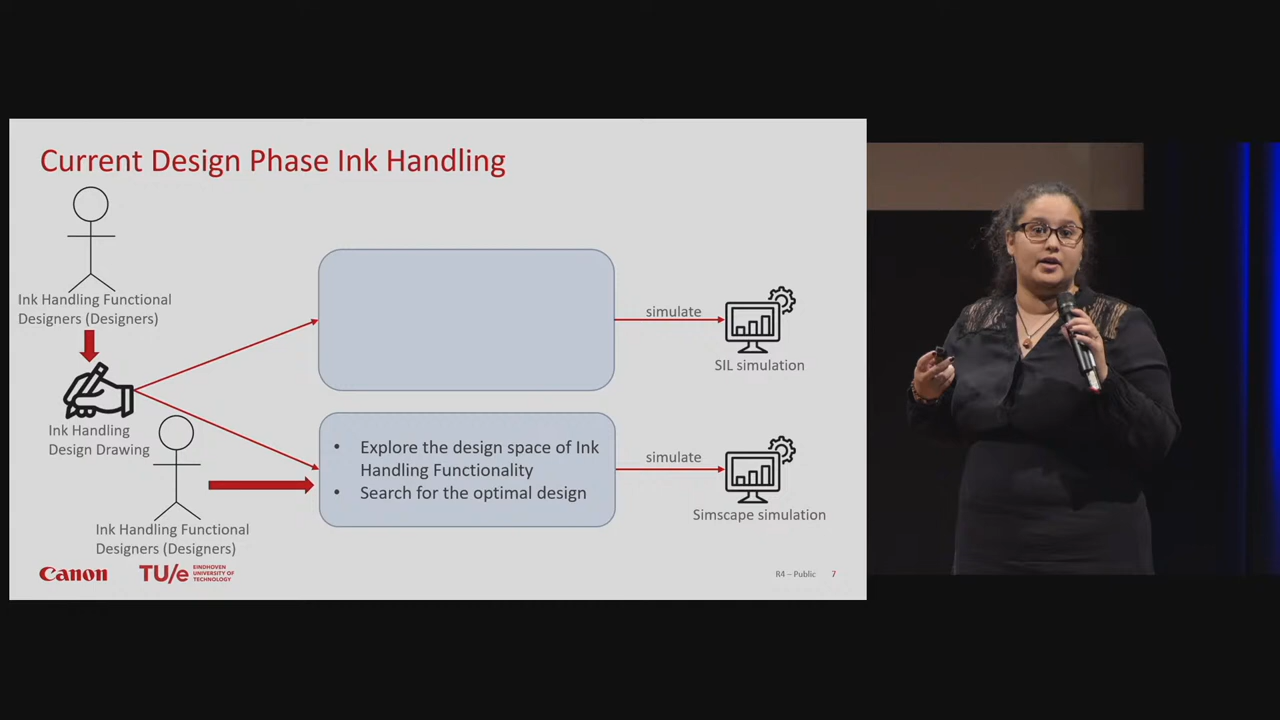 Current Design Phase Ink Handling
Ink Handling Functional
Designers (Designers)
Ink Handling
Design Drawing
Ink Handling Functional
Designers (Designers)
simulate
SIL simulation
• Explore the design space of Ink
Handling Functionality
• Search for the optimal design
simulate
Simscape simulation
Canon
TU/e EINDHOVEN
UNIVERSITY OF
TECHNOLOGY
R4 – Public 7